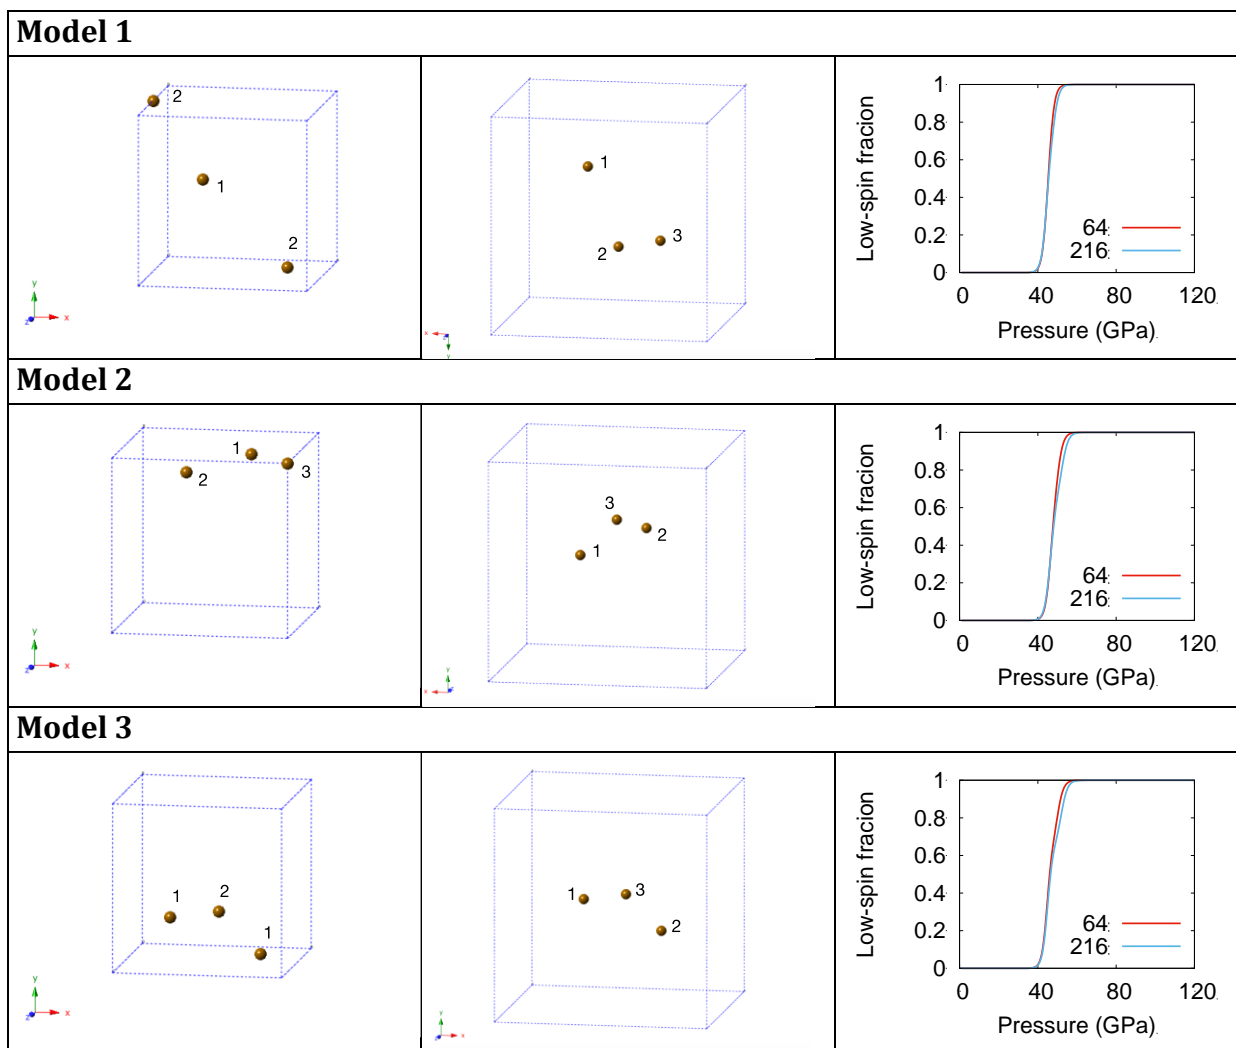 Model 1
2
1
2
y
x
z
1
2
3
x
z
y
Low-spin fracion
1
0.8
0.6
0.4
0.2
0
64
216
0 40 80 120
Pressure (GPa)
Model 2
1
2
3
y
x
z
3
2
1
y
x
z
Low-spin fracion
1
0.8
0.6
0.4
0.2
0
64
216
0 40 80 120
Pressure (GPa)
Model 3
1
2
1
y
x
z
1
3
2
y
x
z
Low-spin fracion
1
0.8
0.6
0.4
0.2
0
64
216
0 40 80 120
Pressure (GPa)